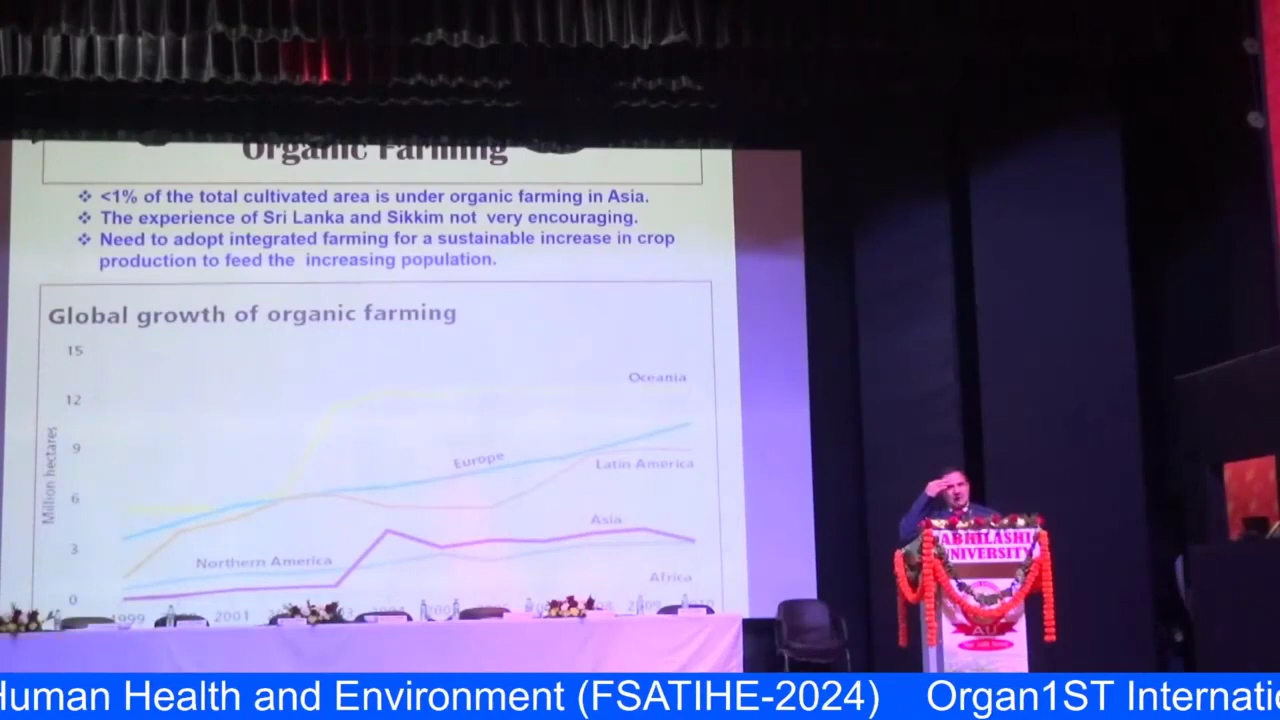 Organic Farming
❖ <1% of the total cultivated area is under organic farming in Asia.
❖ The experience of Sri Lanka and Sikkim not very encouraging.
❖ Need to adopt integrated farming for a sustainable increase in crop
production to feed the increasing population.
Global growth of organic farming
Million hectares
15
12
9
6
3
0
Oceania
Europe
Latin America
Asia
Northern America
Africa
1999
2001
2009
ABHILASHI
UNIVERSITY
AU
Human Health and Environment (FSATIHE-2024) Organ1ST Internatio